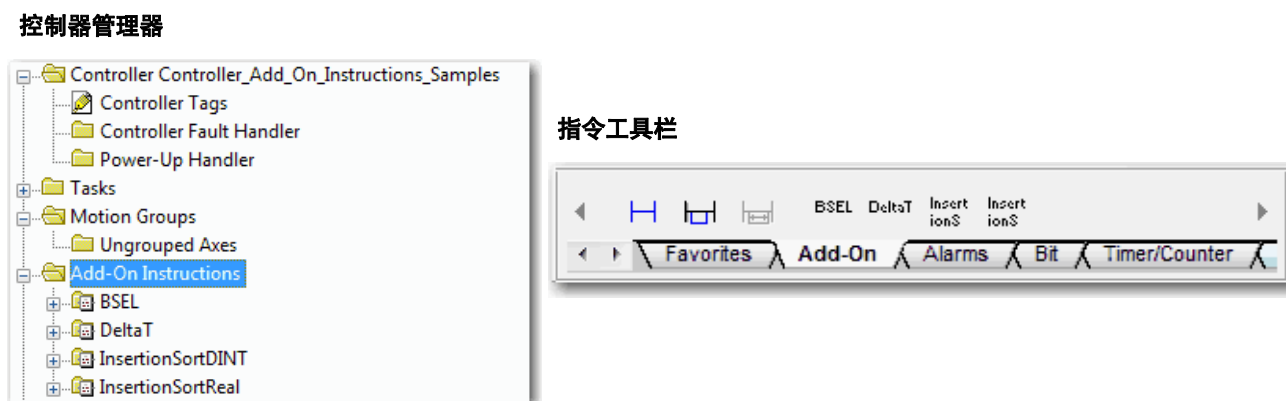 控制器管理器
Controller Controller_Add_On_Instructions_Samples
Controller Tags
Controller Fault Handler
Power-Up Handler
Tasks
Motion Groups
Ungrouped Axes
Add-On Instructions
BSEL
DeltaT
InsertionSortDINT
InsertionSortReal
指令工具栏
BSEL DeltaT Insert Insert
ionS ionS
Favorites Add-On Alarms Bit Timer/Counter